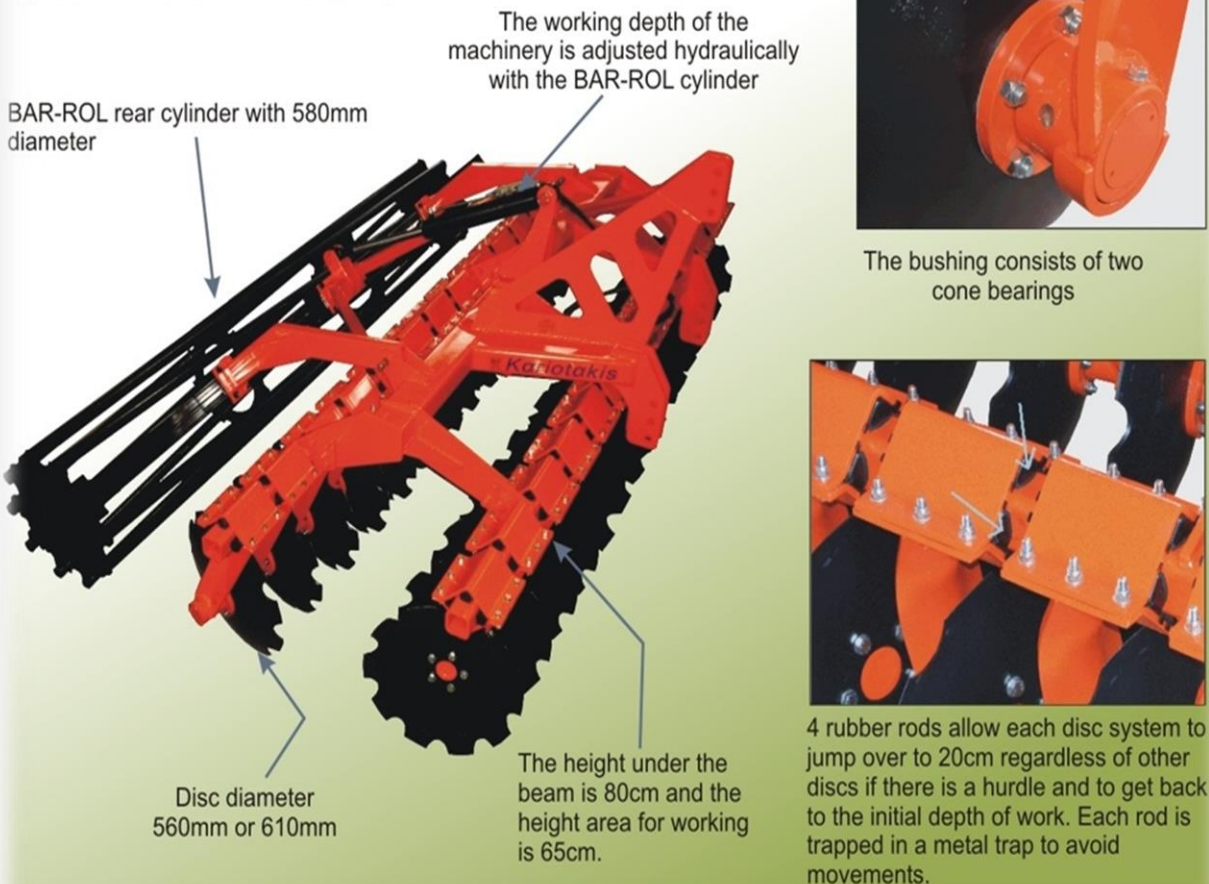 The working depth of the
machinery is adjusted hydraulically
with the BAR-ROL cylinder
BAR-ROL rear cylinder with 580mm
diameter
The bushing consists of two
cone bearings
Kariotakis
Disc diameter
560mm or 610mm
The height under the
beam is 80cm and the
height area for working
is 65cm.
4 rubber rods allow each disc system to
jump over to 20cm regardless of other
discs if there is a hurdle and to get back
to the initial depth of work. Each rod is
trapped in a metal trap to avoid
movements.